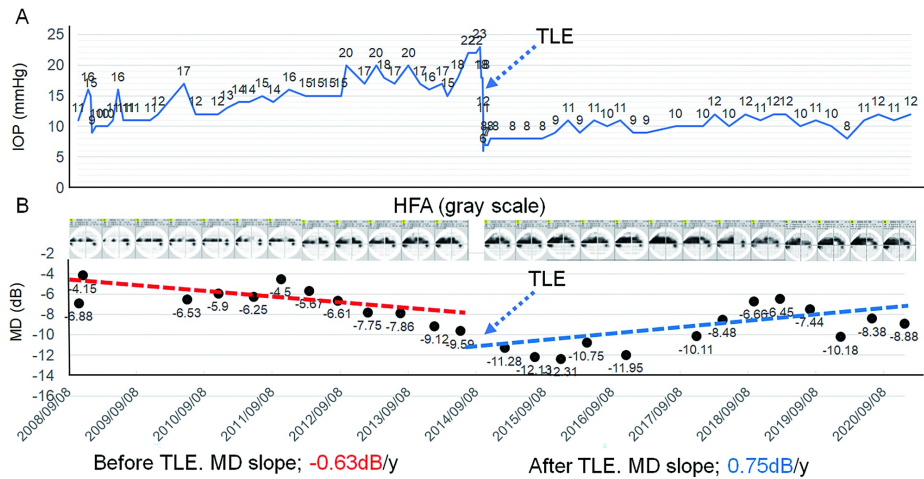 A
25
20
15
10
5
0
IOP (mmHg)
11 16 15 9 10 10 11 16 11 11 11 11 12 17 12 12 13 14 14 15 14 16 15 15 15 15 20 17 20 18 17 20 17 16 17 15 18 22 22 23 18 18 12 11 8 6 8 8 8 8 8 8 9 11 9 11 10 11 9 9 10 10 12 10 12 11 12 12 10 11 10 8 11 12 11 12
TLE
B
HFA (gray scale)
-2
-4
-6
-8
-10
-12
-14
-16
MD (dB)
-6.88 -4.15 -6.53 -5.9 -6.25 -4.5 -5.67 -6.61 -7.75 -7.86 -9.12 -9.59 -11.28 -12.13 -12.31 -10.75 -11.95 -10.11 -8.48 -6.66 -6.45 -7.44 -10.18 -8.38 -8.88
TLE
2008/09/08 2009/09/08 2010/09/08 2011/09/08 2012/09/08 2013/09/08 2014/09/08 2015/09/08 2016/09/08 2017/09/08 2018/09/08 2019/09/08 2020/09/08
Before TLE. MD slope; -0.63dB/y
After TLE. MD slope; 0.75dB/y